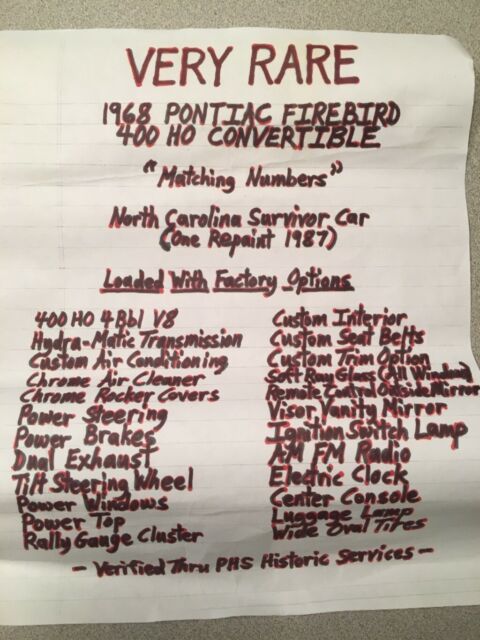 VERY RARE
1968 PONTIAC FIREBIRD
400 HO CONVERTIBLE
"Matching Numbers"
North Carolina Survivor Car
(One Repaint 1987)
Loaded With Factory Options
400 HO 4Bbl V8
Hydra-Matic Transmission
Custom Air Conditioning
Chrome Air Cleaner
Chrome Rocker Covers
Power Steering
Power Brakes
Dual Exhaust
Tilt Steering Wheel
Power Windows
Power Top
Rally Gauge Cluster
Custom Interior
Custom Seat Belts
Custom Trim Option
Soft Ray Glass (All Windows)
Remote Control Outside Mirror
Visor Vanity Mirror
Ignition Switch Lamp
AM FM Radio
Electric Clock
Center Console
Luggage Lamp
Wide Oval Tires
- Verified Thru PHS Historic Services -